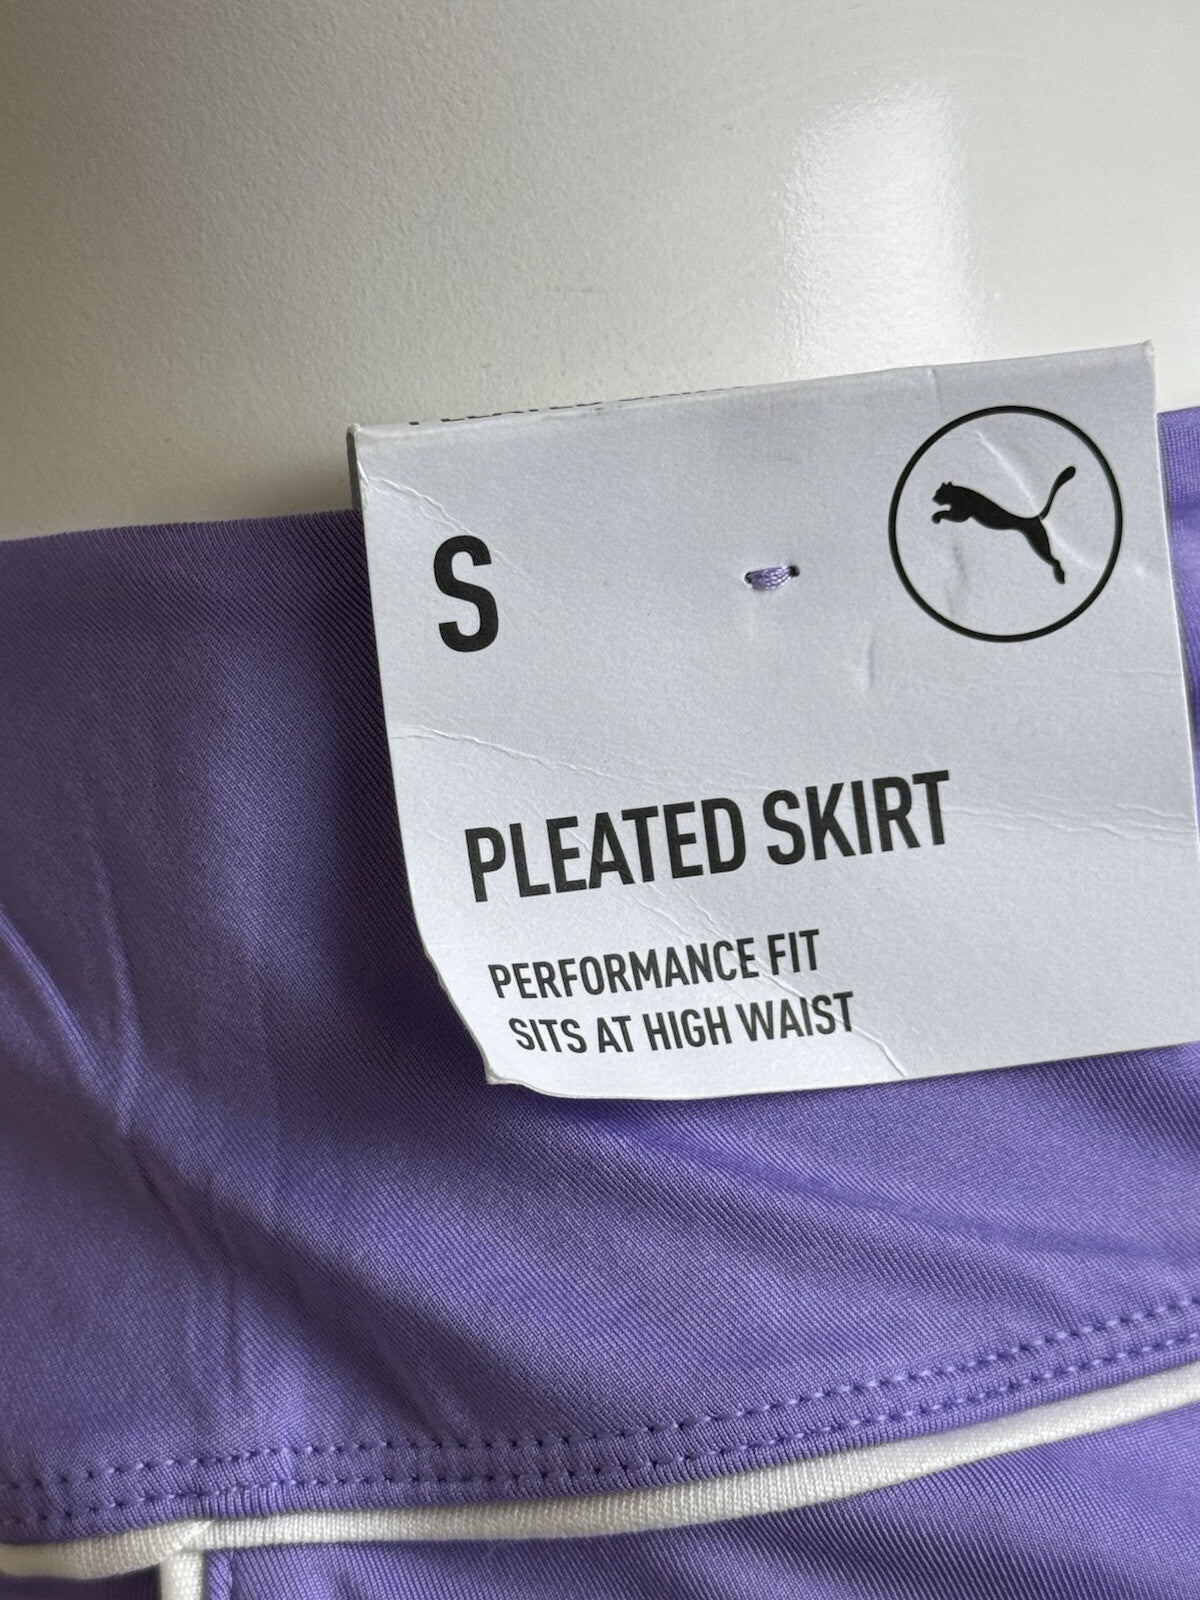 S
PLEATED SKIRT
PERFORMANCE FIT
SITS AT HIGH WAIST